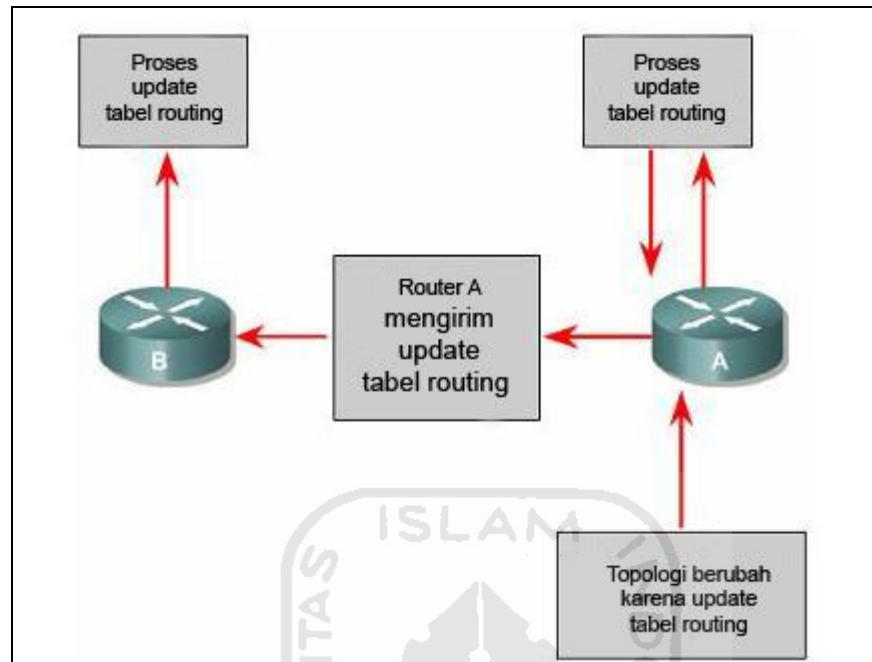 Proses
update
tabel routing
Proses
update
tabel routing
Router A
mengirim
update
tabel routing
B
A
ISLAM
ITAS
Topologi berubah
karena update
tabel routing